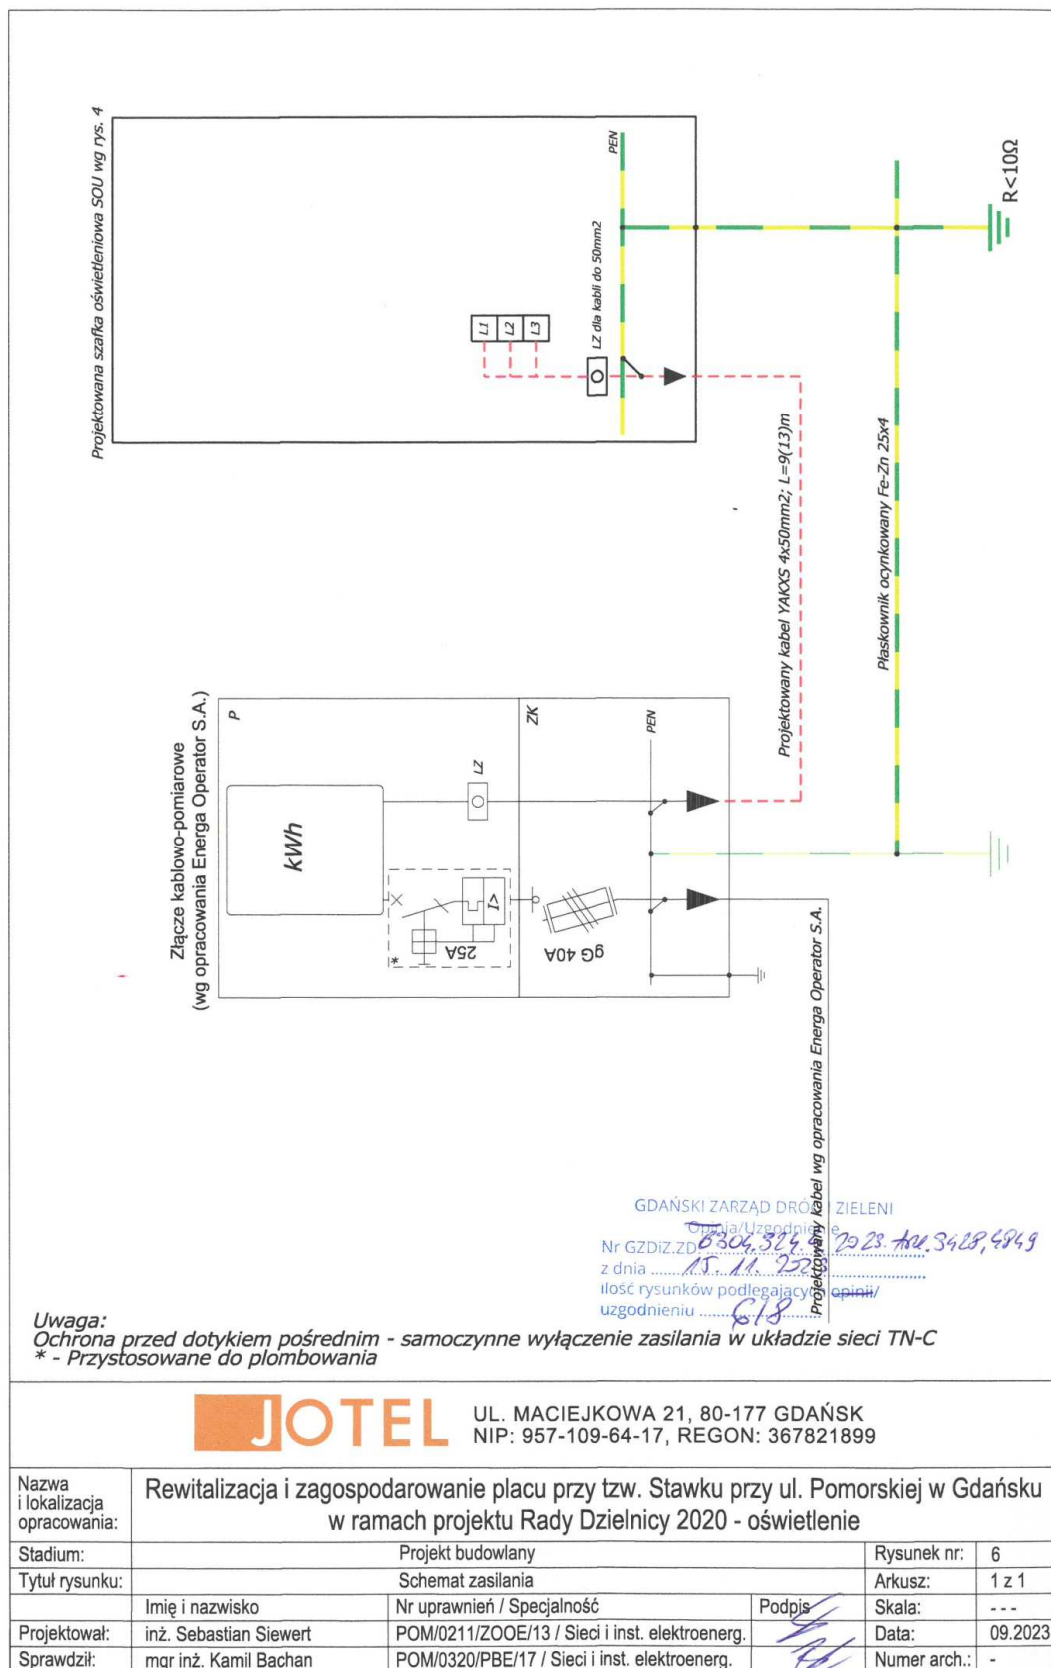 Projektowana szafka oświetleniowa SOU wg rys. 4
PEN
L1
L2
L3
LZ dla kabli do 50mm2
R<10Ω
Projektowany kabel YAKXS 4x50mm2; L=9(13)m
Płaskownik ocynkowany Fe-Zn 25x4
Złącze kablowo-pomiarowe
(wg opracowania Energa Operator S.A.)
P
ZK
kWh
LZ
PEN
*
25A
I>
gG 40A
Projektowany kabel wg opracowania Energa Operator S.A.
GDAŃSKI ZARZĄD DRÓG I ZIELENI
Opinia/Uzgodnienie
Nr GZDiZ.ZD
z dnia 15. 11. 2023
ilość rysunków podlegających opinii/
uzgodnieniu 6/8
Uwaga:
Ochrona przed dotykiem pośrednim - samoczynne wyłączenie zasilania w układzie sieci TN-C
* - Przystosowane do plombowania
JOTEL
UL. MACIEJKOWA 21, 80-177 GDAŃSK
NIP: 957-109-64-17, REGON: 367821899
Nazwa
i lokalizacja
opracowania:
Rewitalizacja i zagospodarowanie placu przy tzw. Stawku przy ul. Pomorskiej w Gdańsku
w ramach projektu Rady Dzielnicy 2020 - oświetlenie
Stadium: Projekt budowlany Rysunek nr: 6
Tytuł rysunku: Schemat zasilania Arkusz: 1 z 1
Imię i nazwisko Nr uprawnień / Specjalność Podpis Skala: ---
Projektował: inż. Sebastian Siewert POM/0211/ZOOE/13 / Sieci i inst. elektroenerg. Data: 09.2023
Sprawdził: mgr inż. Kamil Bachan POM/0320/PBE/17 / Sieci i inst. elektroenerg. Numer arch.: -